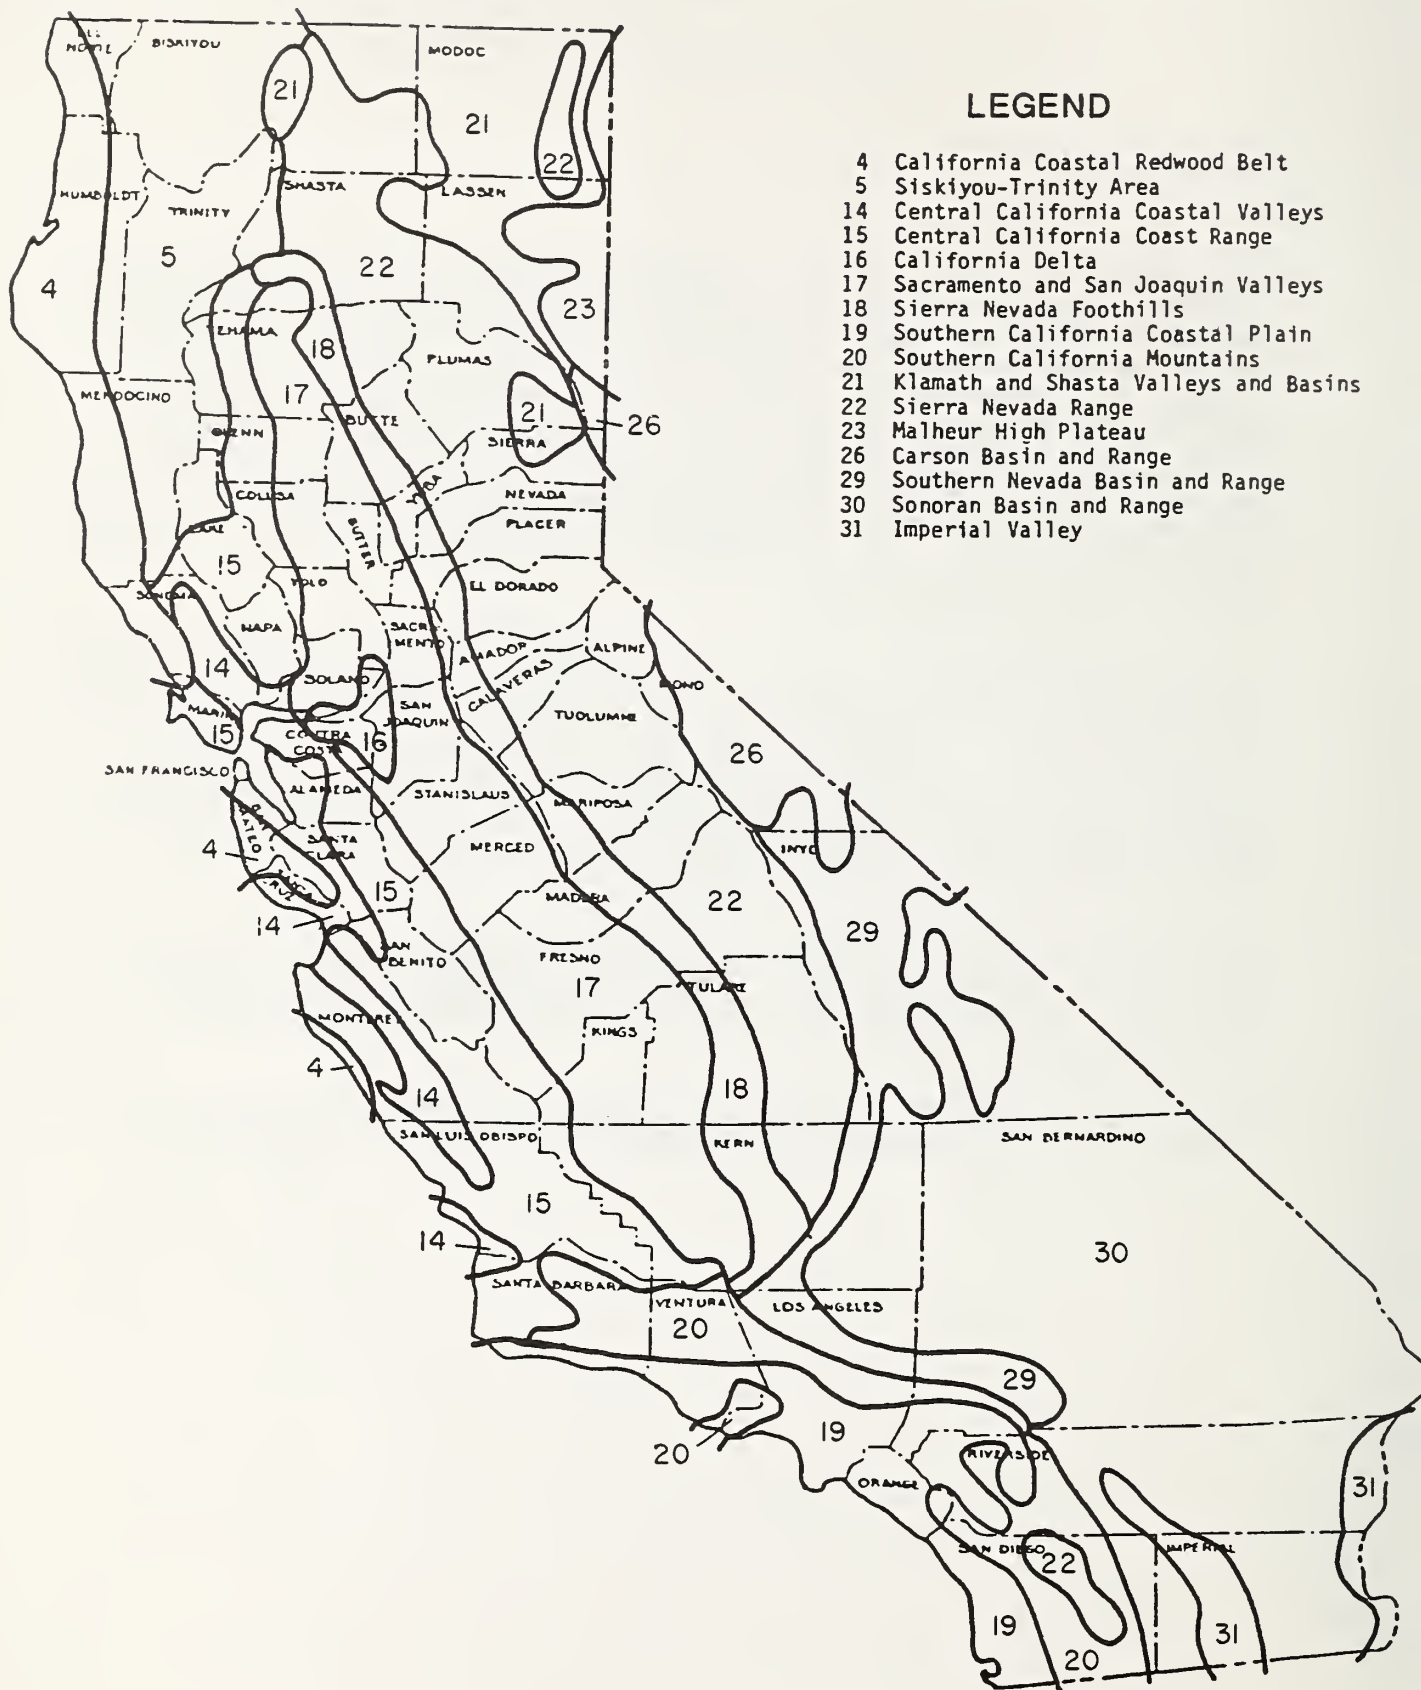 DEL
NORTE
SISKIYOU
MODOC
21
21
22
HUMBOLDT
TRINITY
SHASTA
LASSEN
5
22
4
23
TEHAMA
18
PLUMAS
MENDOCINO
17
BUTTE
21
26
GLENN
SIERRA
COLUSA
YUBA
NEVADA
LAKE
SUTTER
PLACER
15
YOLO
EL DORADO
SONOMA
NAPA
SACRA
MENTO
AMADOR
ALPINE
14
SOLANO
CALAVERAS
MONO
MARIN
SAN
JOAQUIN
TUOLUMNE
15
CONTRA
COSTA
16
26
SAN FRANCISCO
ALAMEDA
STANISLAUS
MARIPOSA
SAN
MATEO
SANTA
CLARA
MERCED
INYO
4
SANTA
CRUZ
15
MADERA
22
14
29
SAN
BENITO
FRESNO
17
TULARE
MONTEREY
KINGS
4
14
18
SAN LUIS OBISPO
KERN
SAN BERNARDINO
15
14
30
SANTA BARBARA
VENTURA
LOS ANGELES
20
29
20
19
RIVERSIDE
ORANGE
31
SAN DIEGO
22
IMPERIAL
19
31
20
LEGEND
4 California Coastal Redwood Belt
5 Siskiyou-Trinity Area
14 Central California Coastal Valleys
15 Central California Coast Range
16 California Delta
17 Sacramento and San Joaquin Valleys
18 Sierra Nevada Foothills
19 Southern California Coastal Plain
20 Southern California Mountains
21 Klamath and Shasta Valleys and Basins
22 Sierra Nevada Range
23 Malheur High Plateau
26 Carson Basin and Range
29 Southern Nevada Basin and Range
30 Sonoran Basin and Range
31 Imperial Valley